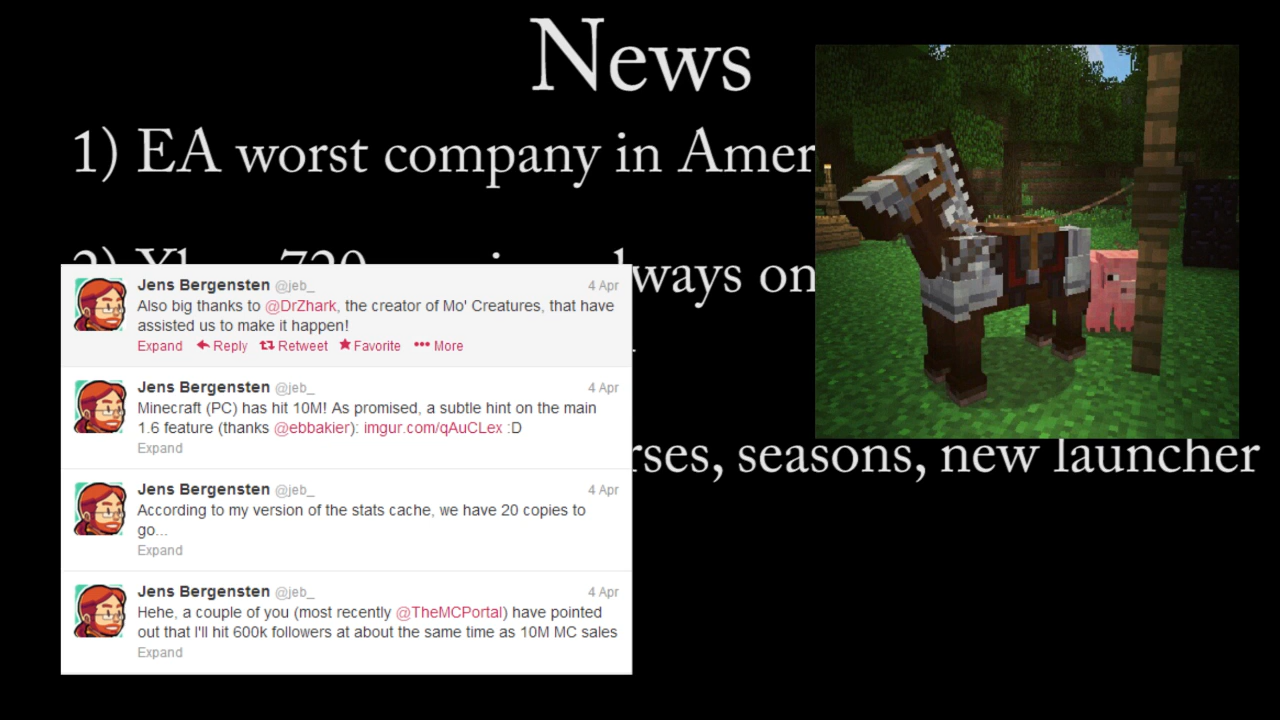 News
1) EA worst company in Amer
2) Xbox 720 ways on
Jens Bergensten @jeb_ 4 Apr
Also big thanks to @DrZhark, the creator of Mo' Creatures, that have
assisted us to make it happen!
Expand Reply Retweet Favorite More
Jens Bergensten @jeb_ 4 Apr
Minecraft (PC) has hit 10M! As promised, a subtle hint on the main
1.6 feature (thanks @ebbakier): imgur.com/qAuCLex :D
Expand
rses, seasons, new launcher
Jens Bergensten @jeb_ 4 Apr
According to my version of the stats cache, we have 20 copies to
go...
Expand
Jens Bergensten @jeb_ 4 Apr
Hehe, a couple of you (most recently @TheMCPortal) have pointed
out that I'll hit 600k followers at about the same time as 10M MC sales
Expand